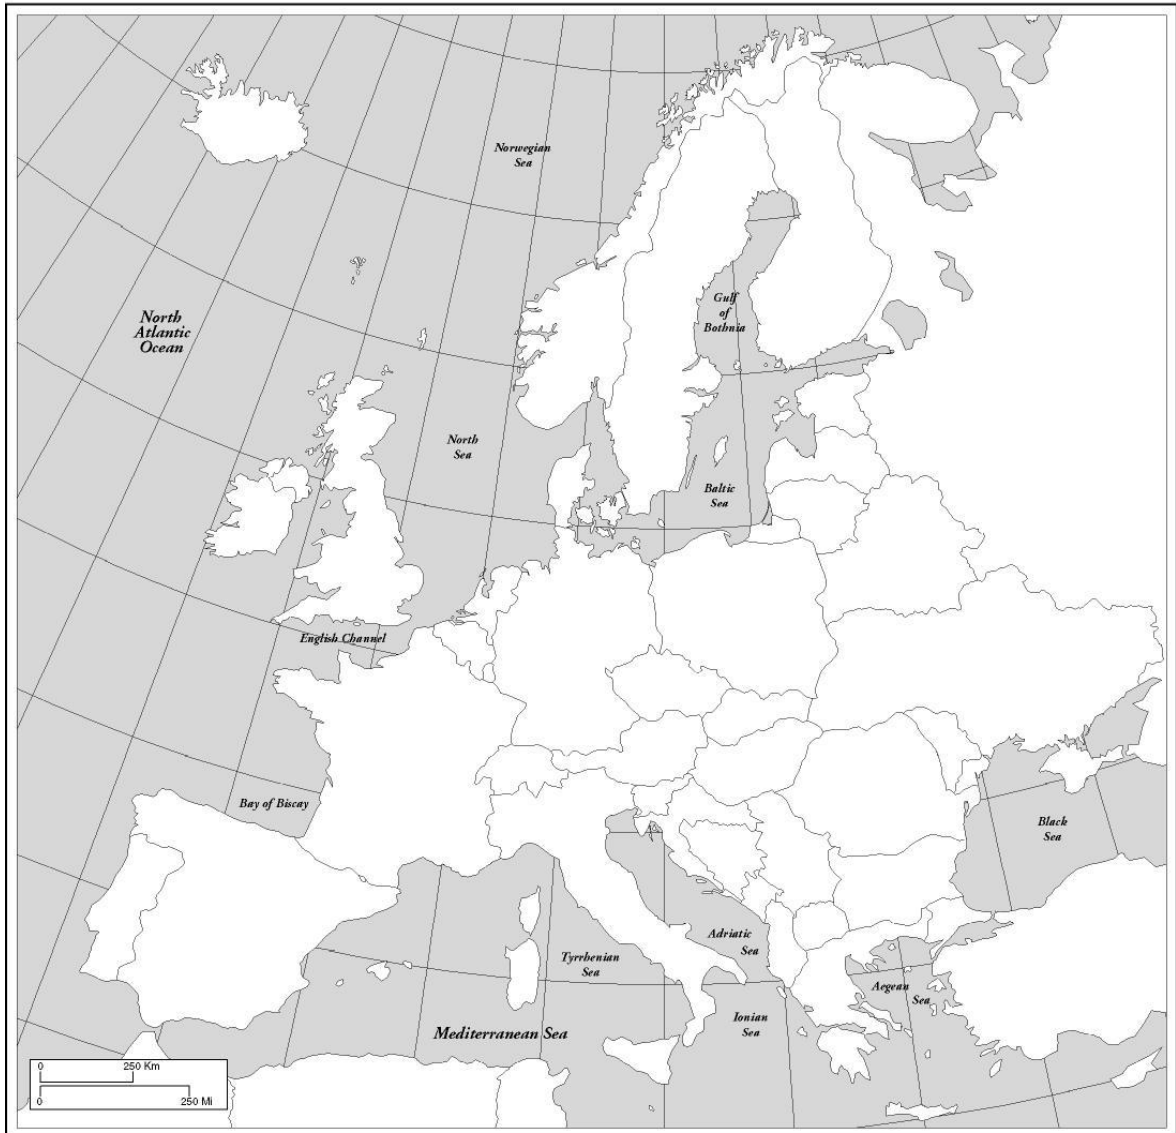 Norwegian
Sea
North
Atlantic
Ocean
Gulf
of
Bothnia
North
Sea
Baltic
Sea
English Channel
Bay of Biscay
Black
Sea
Adriatic
Sea
Tyrrhenian
Sea
Aegean
Sea
Ionian
Sea
Mediterranean Sea
0 250 Km
0 250 Mi